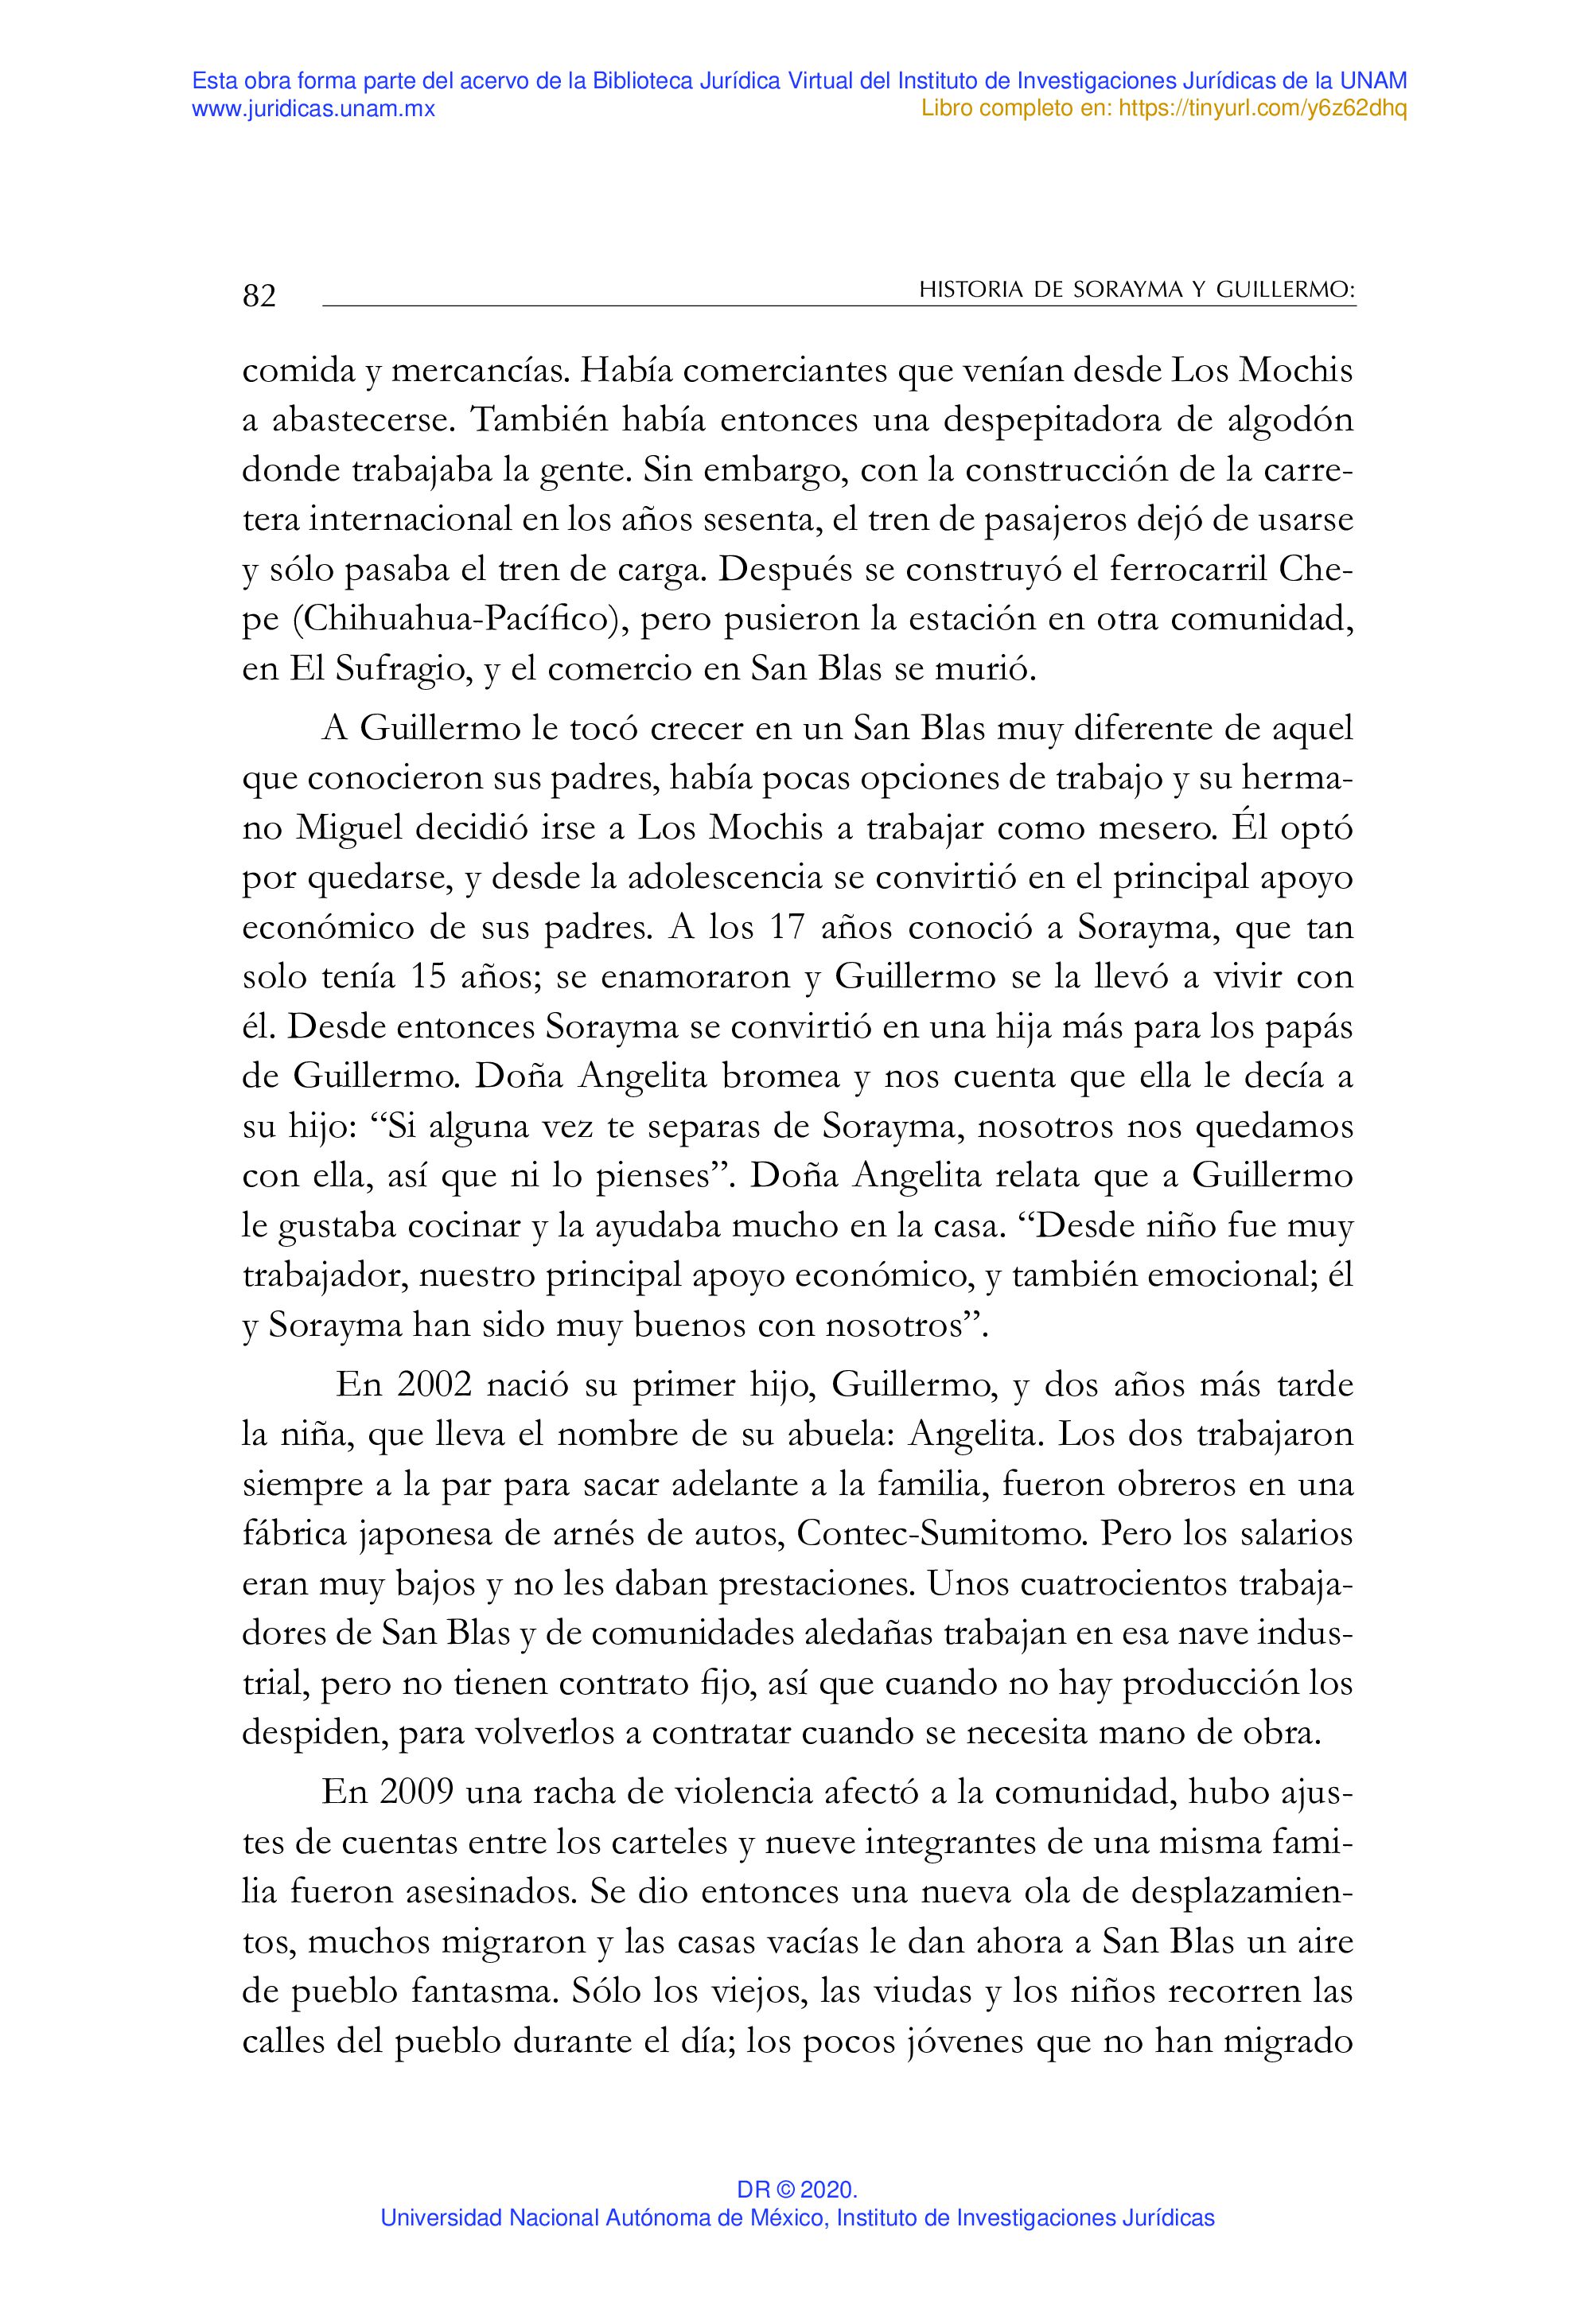 Esta obra forma parte del acervo de la Biblioteca Jurídica Virtual del Instituto de Investigaciones Jurídicas de la UNAM
www.juridicas.unam.mx
Libro completo en: https://tinyurl.com/y6z62dhq
82
HISTORIA DE SORAYMA Y GUILLERMO:
comida y mercancías. Había comerciantes que venían desde Los Mochis
a abastecerse. También había entonces una despepitadora de algodón
donde trabajaba la gente. Sin embargo, con la construcción de la carre-
tera internacional en los años sesenta, el tren de pasajeros dejó de usarse
y sólo pasaba el tren de carga. Después se construyó el ferrocarril Che-
pe (Chihuahua-Pacífico), pero pusieron la estación en otra comunidad,
en El Sufragio, y el comercio en San Blas se murió.
A Guillermo le tocó crecer en un San Blas muy diferente de aquel
que conocieron sus padres, había pocas opciones de trabajo y su herma-
no Miguel decidió irse a Los Mochis a trabajar como mesero. Él optó
por quedarse, y desde la adolescencia se convirtió en el principal apoyo
económico de sus padres. A los 17 años conoció a Sorayma, que tan
solo tenía 15 años; se enamoraron y Guillermo se la llevó a vivir con
él. Desde entonces Sorayma se convirtió en una hija más para los papás
de Guillermo. Doña Angelita bromea y nos cuenta que ella le decía a
su hijo: “Si alguna vez te separas de Sorayma, nosotros nos quedamos
con ella, así que ni lo pienses”. Doña Angelita relata que a Guillermo
le gustaba cocinar y la ayudaba mucho en la casa. “Desde niño fue muy
trabajador, nuestro principal apoyo económico, y también emocional; él
y Sorayma han sido muy buenos con nosotros”.
En 2002 nació su primer hijo, Guillermo, y dos años más tarde
la niña, que lleva el nombre de su abuela: Angelita. Los dos trabajaron
siempre a la par para sacar adelante a la familia, fueron obreros en una
fábrica japonesa de arnés de autos, Contec-Sumitomo. Pero los salarios
eran muy bajos y no les daban prestaciones. Unos cuatrocientos trabaja-
dores de San Blas y de comunidades aledañas trabajan en esa nave indus-
trial, pero no tienen contrato fijo, así que cuando no hay producción los
despiden, para volverlos a contratar cuando se necesita mano de obra.
En 2009 una racha de violencia afectó a la comunidad, hubo ajus-
tes de cuentas entre los carteles y nueve integrantes de una misma fami-
lia fueron asesinados. Se dio entonces una nueva ola de desplazamien-
tos, muchos migraron y las casas vacías le dan ahora a San Blas un aire
de pueblo fantasma. Sólo los viejos, las viudas y los niños recorren las
calles del pueblo durante el día; los pocos jóvenes que no han migrado
DR © 2020.
Universidad Nacional Autónoma de México, Instituto de Investigaciones Jurídicas